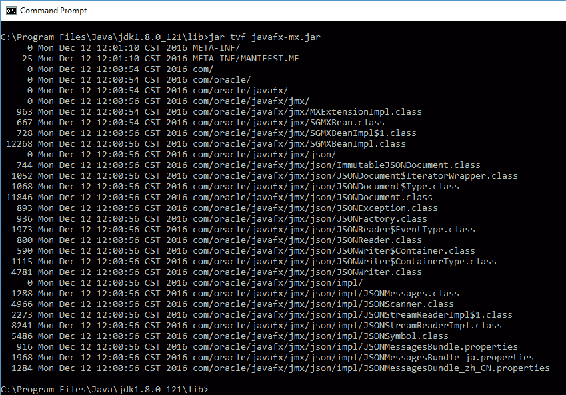 Command Prompt
C:\Program Files\Java\jdk1.8.0_121\lib>jar tvf javafx-mx.jar
0 Mon Dec 12 12:01:10 CST 2016 META-INF/
25 Mon Dec 12 12:01:10 CST 2016 META-INF/MANIFEST.MF
0 Mon Dec 12 12:00:54 CST 2016 com/
0 Mon Dec 12 12:00:54 CST 2016 com/oracle/
0 Mon Dec 12 12:00:54 CST 2016 com/oracle/javafx/
0 Mon Dec 12 12:00:56 CST 2016 com/oracle/javafx/jmx/
963 Mon Dec 12 12:00:56 CST 2016 com/oracle/javafx/jmx/MXExtensionImpl.class
667 Mon Dec 12 12:00:54 CST 2016 com/oracle/javafx/jmx/SGMXBean.class
728 Mon Dec 12 12:00:56 CST 2016 com/oracle/javafx/jmx/SGMXBeanImpl$1.class
12268 Mon Dec 12 12:00:56 CST 2016 com/oracle/javafx/jmx/SGMXBeanImpl.class
0 Mon Dec 12 12:00:56 CST 2016 com/oracle/javafx/jmx/json/
744 Mon Dec 12 12:00:56 CST 2016 com/oracle/javafx/jmx/json/ImmutableJSONDocument.class
1052 Mon Dec 12 12:00:56 CST 2016 com/oracle/javafx/jmx/json/JSONDocument$IteratorWrapper.class
1068 Mon Dec 12 12:00:56 CST 2016 com/oracle/javafx/jmx/json/JSONDocument$Type.class
11846 Mon Dec 12 12:00:56 CST 2016 com/oracle/javafx/jmx/json/JSONDocument.class
893 Mon Dec 12 12:00:56 CST 2016 com/oracle/javafx/jmx/json/JSONException.class
936 Mon Dec 12 12:00:56 CST 2016 com/oracle/javafx/jmx/json/JSONFactory.class
1973 Mon Dec 12 12:00:56 CST 2016 com/oracle/javafx/jmx/json/JSONReader$EventType.class
800 Mon Dec 12 12:00:56 CST 2016 com/oracle/javafx/jmx/json/JSONReader.class
590 Mon Dec 12 12:00:56 CST 2016 com/oracle/javafx/jmx/json/JSONWriter$Container.class
1115 Mon Dec 12 12:00:56 CST 2016 com/oracle/javafx/jmx/json/JSONWriter$ContainerType.class
4781 Mon Dec 12 12:00:56 CST 2016 com/oracle/javafx/jmx/json/JSONWriter.class
0 Mon Dec 12 12:00:56 CST 2016 com/oracle/javafx/jmx/json/impl/
1288 Mon Dec 12 12:00:56 CST 2016 com/oracle/javafx/jmx/json/impl/JSONMessages.class
4966 Mon Dec 12 12:00:56 CST 2016 com/oracle/javafx/jmx/json/impl/JSONScanner.class
2273 Mon Dec 12 12:00:56 CST 2016 com/oracle/javafx/jmx/json/impl/JSONStreamReaderImpl$1.class
8241 Mon Dec 12 12:00:56 CST 2016 com/oracle/javafx/jmx/json/impl/JSONStreamReaderImpl.class
5486 Mon Dec 12 12:00:56 CST 2016 com/oracle/javafx/jmx/json/impl/JSONSymbol.class
916 Mon Dec 12 12:00:56 CST 2016 com/oracle/javafx/jmx/json/impl/JSONMessagesBundle.properties
1968 Mon Dec 12 12:00:56 CST 2016 com/oracle/javafx/jmx/json/impl/JSONMessagesBundle_ja.properties
1284 Mon Dec 12 12:00:56 CST 2016 com/oracle/javafx/jmx/json/impl/JSONMessagesBundle_zh_CN.properties
C:\Program Files\Java\jdk1.8.0_121\lib>